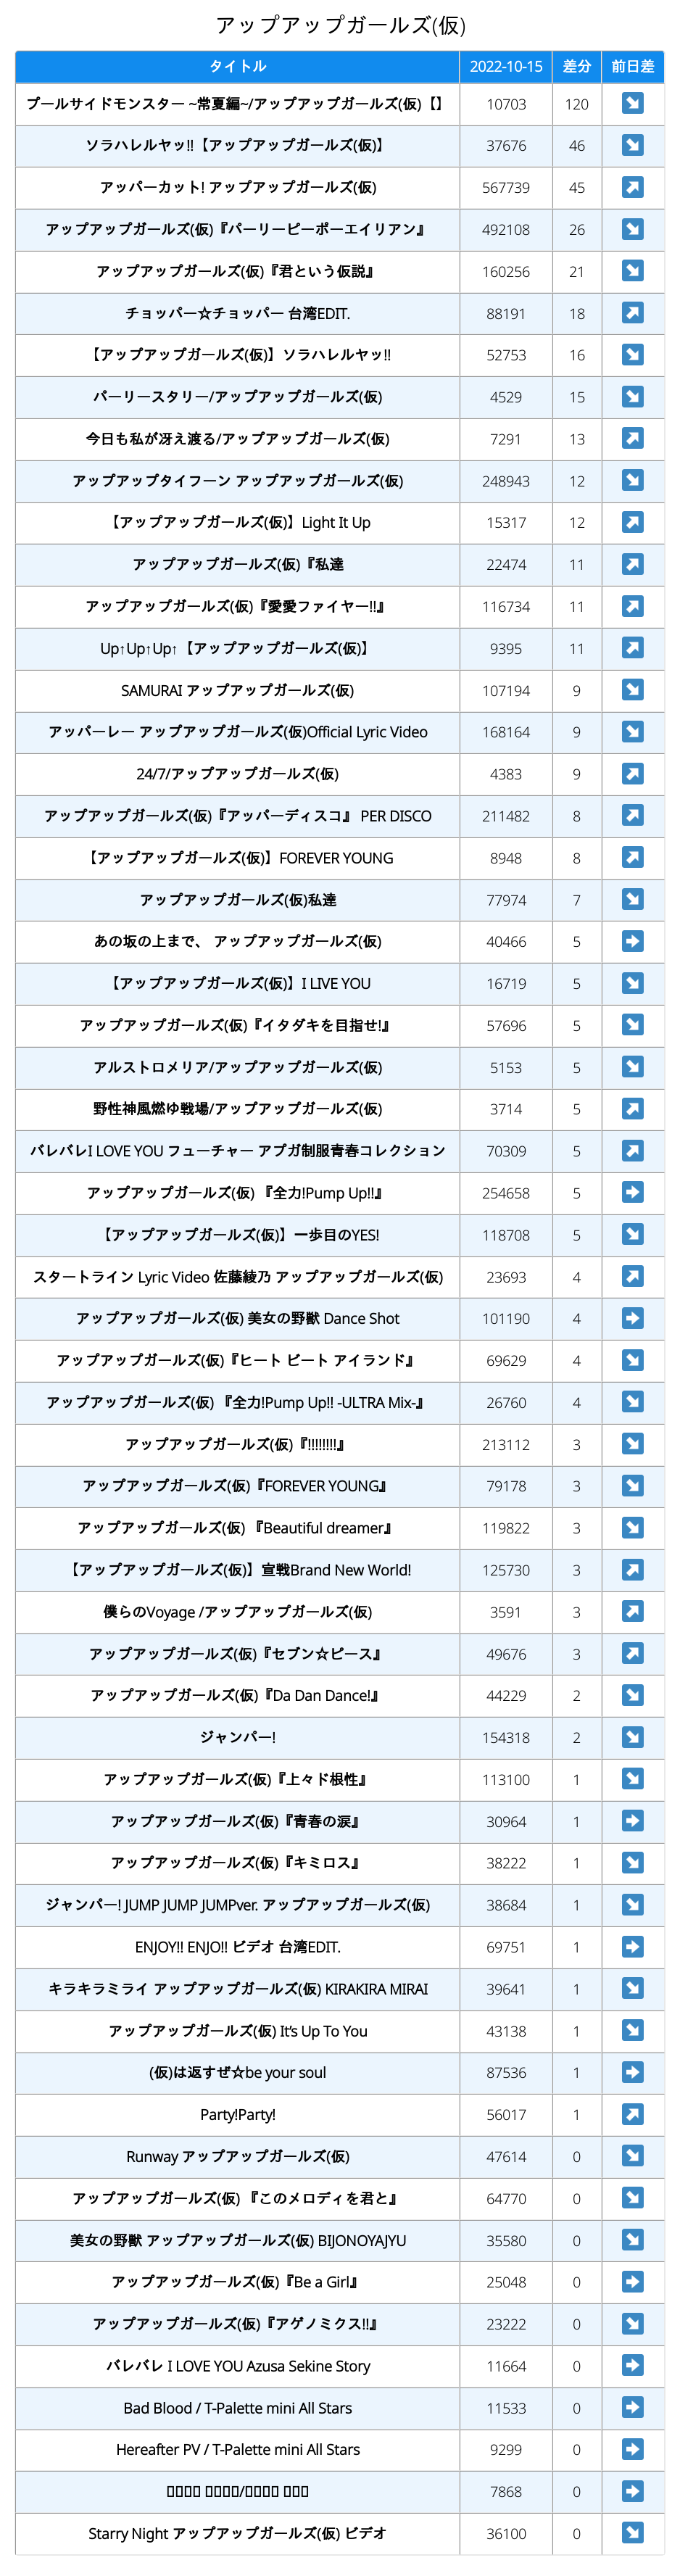 アップアップガールズ(仮)
タイトル 2022-10-15 差分 前日差
プールサイドモンスター ~常夏編~/アップアップガールズ(仮)【】 10703 120
ソラハレルヤッ!!【アップアップガールズ(仮)】 37676 46
アッパーカット! アップアップガールズ(仮) 567739 45
アップアップガールズ(仮)『パーリーピーポーエイリアン』 492108 26
アップアップガールズ(仮)『君という仮説』 160256 21
チョッパー☆チョッパー 台湾EDIT. 88191 18
【アップアップガールズ(仮)】ソラハレルヤッ!! 52753 16
パーリースタリー/アップアップガールズ(仮) 4529 15
今日も私が冴え渡る/アップアップガールズ(仮) 7291 13
アップアップタイフーン アップアップガールズ(仮) 248943 12
【アップアップガールズ(仮)】Light It Up 15317 12
アップアップガールズ(仮)『私達 22474 11
アップアップガールズ(仮)『愛愛ファイヤー!!』 116734 11
Up↑Up↑Up↑【アップアップガールズ(仮)】 9395 11
SAMURAI アップアップガールズ(仮) 107194 9
アッパーレー アップアップガールズ(仮)Official Lyric Video 168164 9
24/7/アップアップガールズ(仮) 4383 9
アップアップガールズ(仮)『アッパーディスコ』 PER DISCO 211482 8
【アップアップガールズ(仮)】FOREVER YOUNG 8948 8
アップアップガールズ(仮)私達 77974 7
あの坂の上まで、 アップアップガールズ(仮) 40466 5
【アップアップガールズ(仮)】I LIVE YOU 16719 5
アップアップガールズ(仮)『イタダキを目指せ!』 57696 5
アルストロメリア/アップアップガールズ(仮) 5153 5
野性神風燃ゆ戦場/アップアップガールズ(仮) 3714 5
バレバレI LOVE YOU フューチャー アプガ制服青春コレクション 70309 5
アップアップガールズ(仮) 『全力!Pump Up!!』 254658 5
【アップアップガールズ(仮)】一歩目のYES! 118708 5
スタートライン Lyric Video 佐藤綾乃 アップアップガールズ(仮) 23693 4
アップアップガールズ(仮) 美女の野獣 Dance Shot 101190 4
アップアップガールズ(仮)『ヒート ビート アイランド』 69629 4
アップアップガールズ(仮) 『全力!Pump Up!! -ULTRA Mix-』 26760 4
アップアップガールズ(仮)『!!!!!!!!』 213112 3
アップアップガールズ(仮)『FOREVER YOUNG』 79178 3
アップアップガールズ(仮) 『Beautiful dreamer』 119822 3
【アップアップガールズ(仮)】宣戦Brand New World! 125730 3
僕らのVoyage /アップアップガールズ(仮) 3591 3
アップアップガールズ(仮)『セブン☆ピース』 49676 3
アップアップガールズ(仮)『Da Dan Dance!』 44229 2
ジャンパー! 154318 2
アップアップガールズ(仮)『上々ド根性』 113100 1
アップアップガールズ(仮)『青春の涙』 30964 1
アップアップガールズ(仮)『キミロス』 38222 1
ジャンパー! JUMP JUMP JUMPver. アップアップガールズ(仮) 38684 1
ENJOY!! ENJO!! ビデオ 台湾EDIT. 69751 1
キラキラミライ アップアップガールズ(仮) KIRAKIRA MIRAI 39641 1
アップアップガールズ(仮) It’s Up To You 43138 1
(仮)は返すぜ☆be your soul 87536 1
Party!Party! 56017 1
Runway アップアップガールズ(仮) 47614 0
アップアップガールズ(仮) 『このメロディを君と』 64770 0
美女の野獣 アップアップガールズ(仮) BIJONOYAJYU 35580 0
アップアップガールズ(仮)『Be a Girl』 25048 0
アップアップガールズ(仮)『アゲノミクス!!』 23222 0
バレバレ I LOVE YOU Azusa Sekine Story 11664 0
Bad Blood / T-Palette mini All Stars 11533 0
Hereafter PV / T-Palette mini All Stars 9299 0
7868 0
Starry Night アップアップガールズ(仮) ビデオ 36100 0